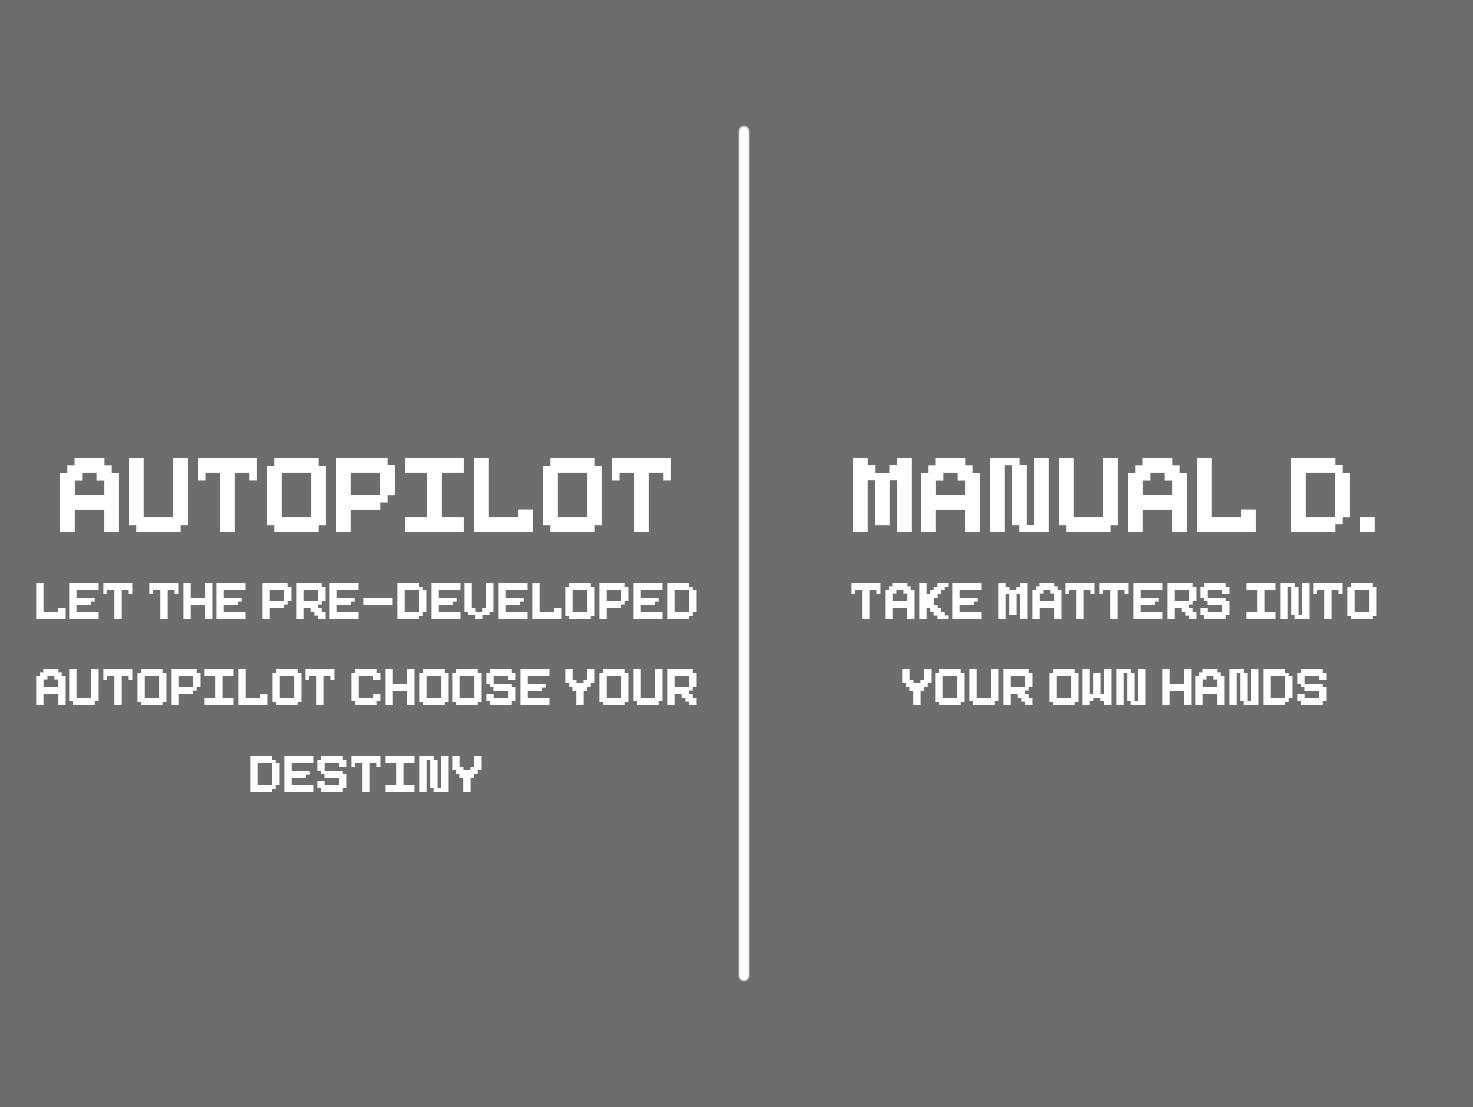 AUTOPILOT
LET THE PRE-DEVELOPED
AUTOPILOT CHOOSE YOUR
DESTINY
MANUAL D.
TAKE MATTERS INTO
YOUR OWN HANDS